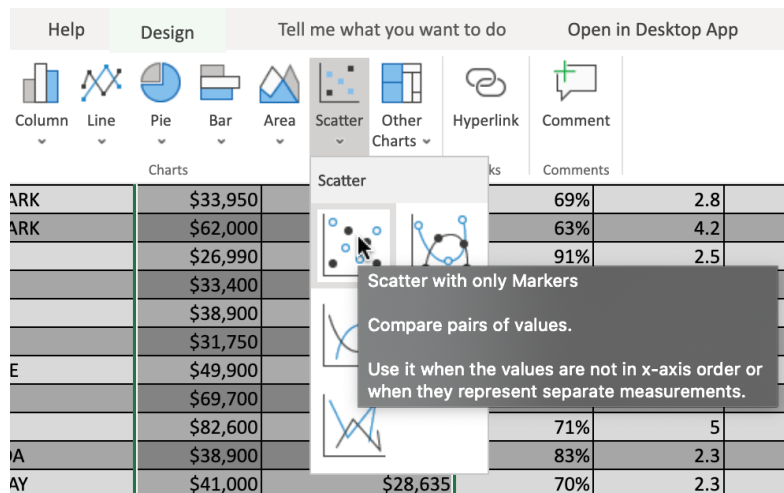 Help Design Tell me what you want to do Open in Desktop App
Column Line Pie Bar Area Scatter Other Charts Hyperlink Comment
Charts ks Comments
Scatter
ARK $33,950 69% 2.8
ARK $62,000 63% 4.2
$26,990 91% 2.5
$33,400
$38,900
$31,750
E $49,900
$69,700
$82,600 71% 5
DA $38,900 83% 2.3
AY $41,000 $28,635 70% 2.3
Scatter with only Markers
Compare pairs of values.
Use it when the values are not in x-axis order or
when they represent separate measurements.